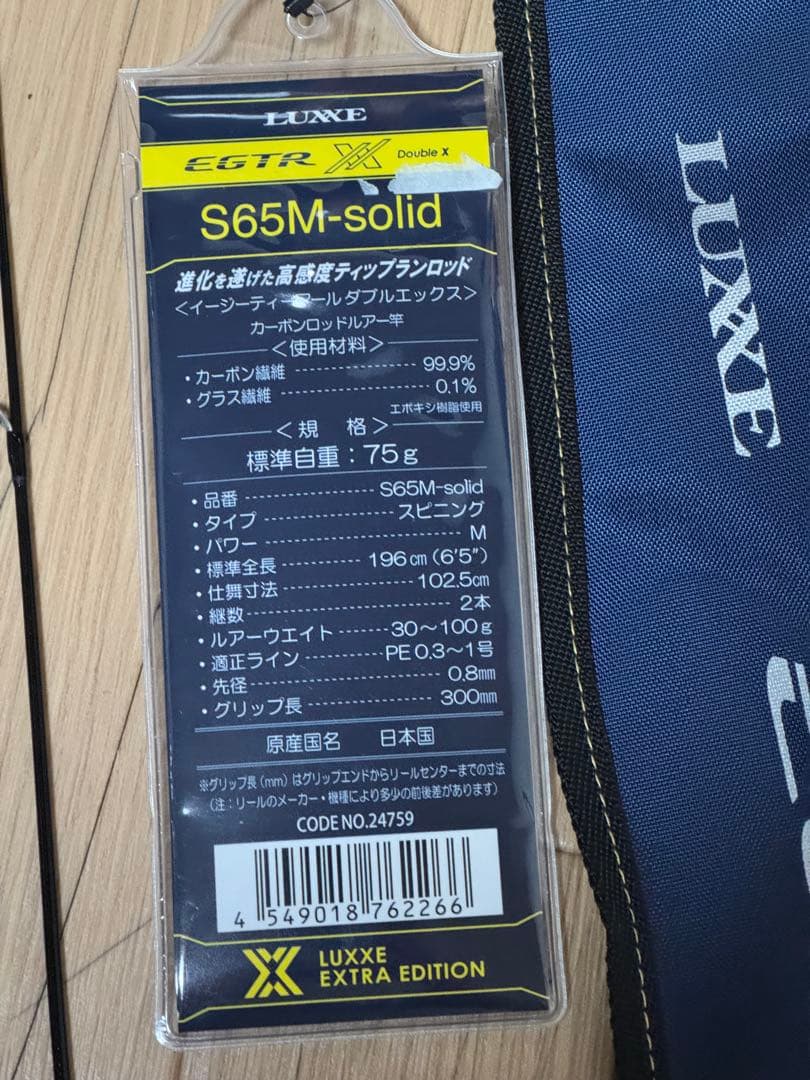 LUXXE
EGTR XX Double X
S65M-solid
進化を遂げた高感度ティップランロッド
<イージーティーアールダブルエックス>
カーボンロッドルアー竿
<使用材料>
・カーボン繊維 99.9%
・グラス繊維 0.1%
エポキシ樹脂使用
<規 格>
標準自重:75g
・品番 S65M-solid
・タイプ スピニング
・パワー M
・標準全長 196㎝(6'5")
・仕舞寸法 102.5㎝
・継数 2本
・ルアーウエイト 30～100g
・適正ライン PE0.3～1号
・先径 0.8㎜
・グリップ長 300㎜
原産国名 日本国
※グリップ長(mm)はグリップエンドからリールセンターまでの寸法
(注:リールのメーカー・機種により多少の前後差があります)
CODE NO.24759
4 549018 762266
XX LUXXE
EXTRA EDITION
LUXXE